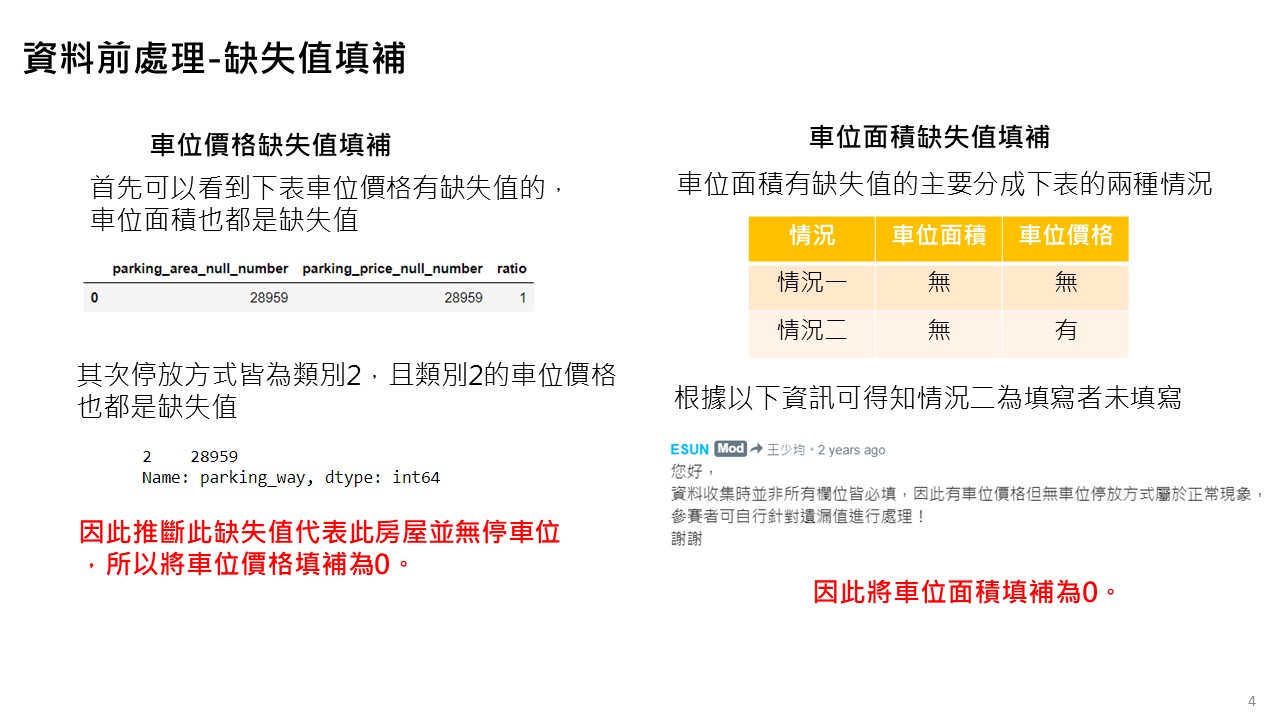 資料前處理-缺失值填補
車位價格缺失值填補
首先可以看到下表車位價格有缺失值的，
車位面積也都是缺失值
parking_area_null_number parking_price_null_number ratio
0 28959 28959 1
其次停放方式皆為類別2，且類別2的車位價格
也都是缺失值
2 28959
Name: parking_way, dtype: int64
因此推斷此缺失值代表此房屋並無停車位
，所以將車位價格填補為0。
車位面積缺失值填補
車位面積有缺失值的主要分成下表的兩種情況
情況 車位面積 車位價格
情況一 無 無
情況二 無 有
根據以下資訊可得知情況二為填寫者未填寫
ESUN Mod 王少均 • 2 years ago
您好，
資料收集時並非所有欄位皆必填，因此有車位價格但無車位停放方式屬於正常現象，
參賽者可自行針對遺漏值進行處理！
謝謝
因此將車位面積填補為0。
4